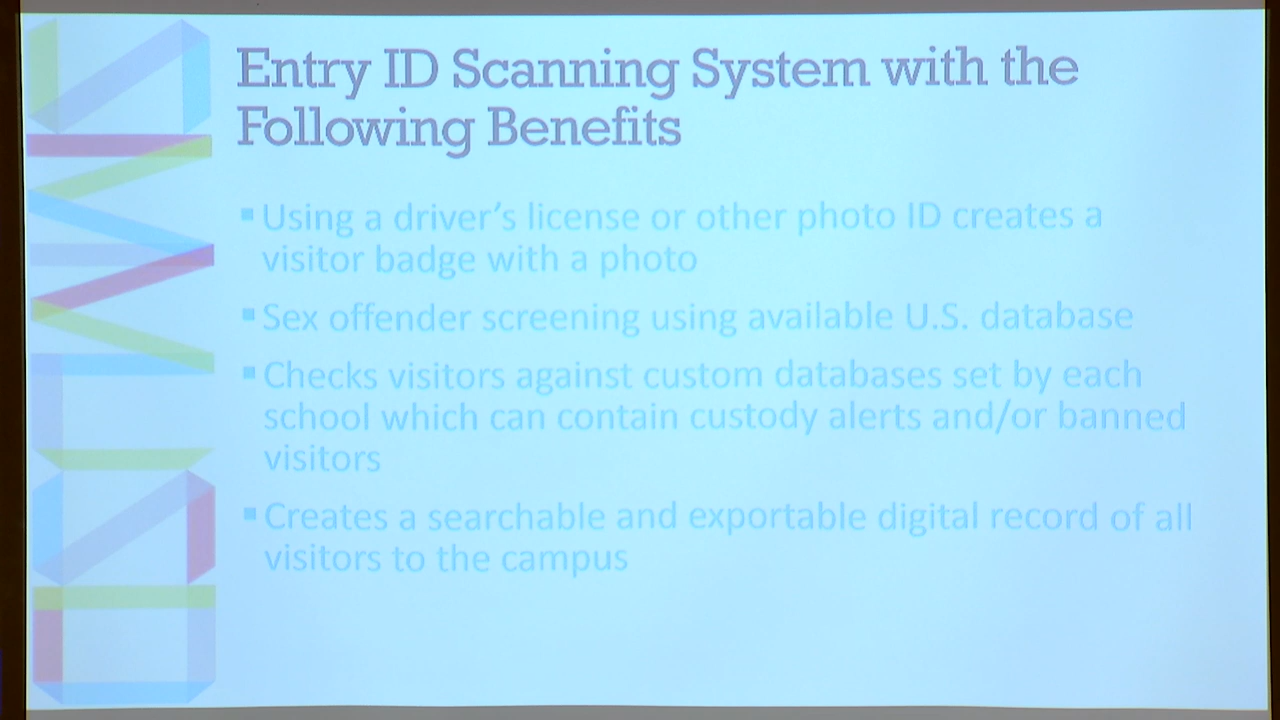 Entry ID Scanning System with the
Following Benefits
▪ Using a driver's license or other photo ID creates a
visitor badge with a photo
▪ Sex offender screening using available U.S. database
▪ Checks visitors against custom databases set by each
school which can contain custody alerts and/or banned
visitors
▪ Creates a searchable and exportable digital record of all
visitors to the campus